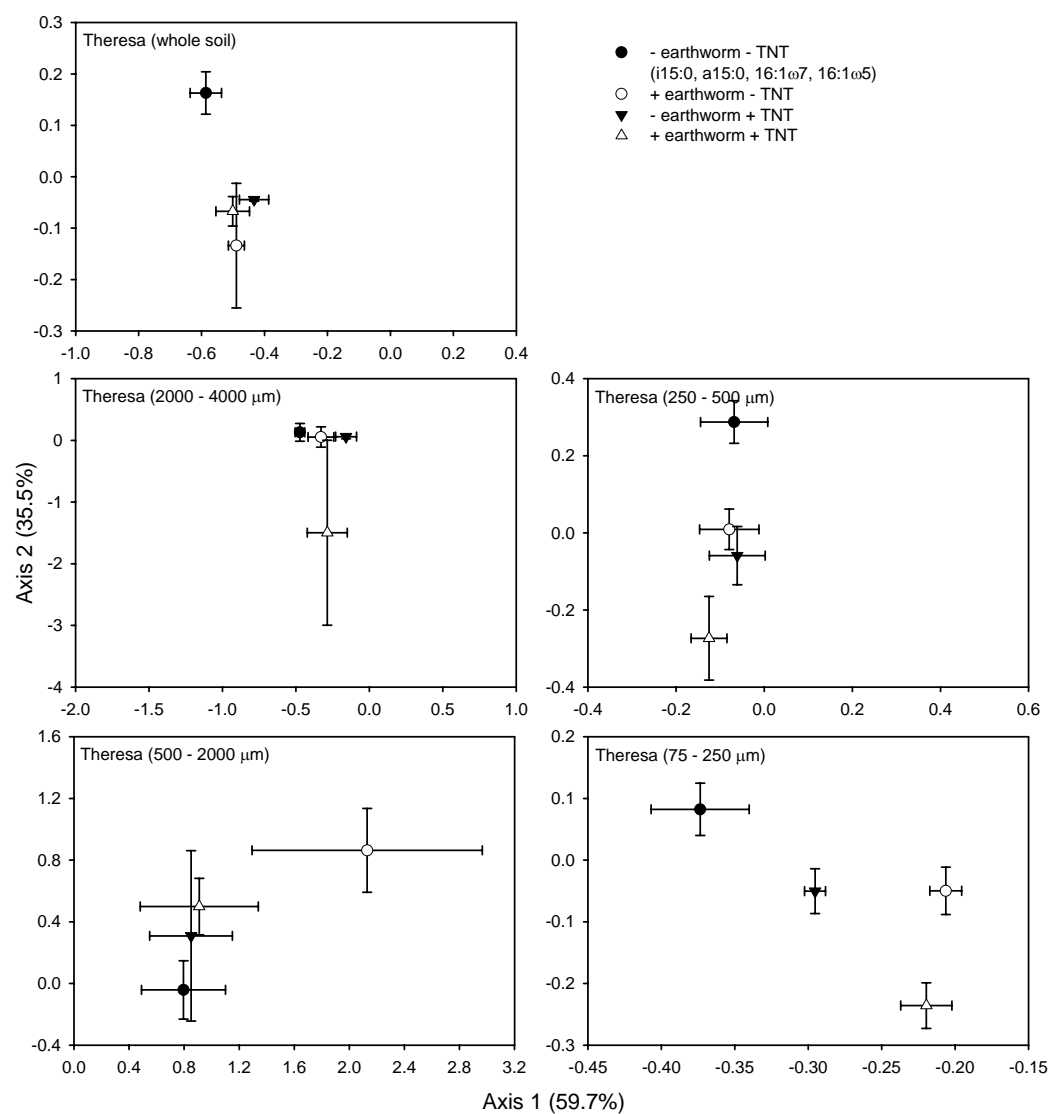 Theresa (whole soil)
0.3
0.2
0.1
0.0
-0.1
-0.2
-0.3
-1.0 -0.8 -0.6 -0.4 -0.2 0.0 0.2 0.4
- earthworm - TNT
(i15:0, a15:0, 16:1ω7, 16:1ω5)
+ earthworm - TNT
- earthworm + TNT
+ earthworm + TNT
Axis 2 (35.5%)
Theresa (2000 - 4000 μm)
1
0
-1
-2
-3
-4
-2.0 -1.5 -1.0 -0.5 0.0 0.5 1.0
Theresa (250 - 500 μm)
0.4
0.2
0.0
-0.2
-0.4
-0.4 -0.2 0.0 0.2 0.4 0.6
Theresa (500 - 2000 μm)
1.6
1.2
0.8
0.4
0.0
-0.4
0.0 0.4 0.8 1.2 1.6 2.0 2.4 2.8 3.2
Theresa (75 - 250 μm)
0.2
0.1
0.0
-0.1
-0.2
-0.3
-0.45 -0.40 -0.35 -0.30 -0.25 -0.20 -0.15
Axis 1 (59.7%)